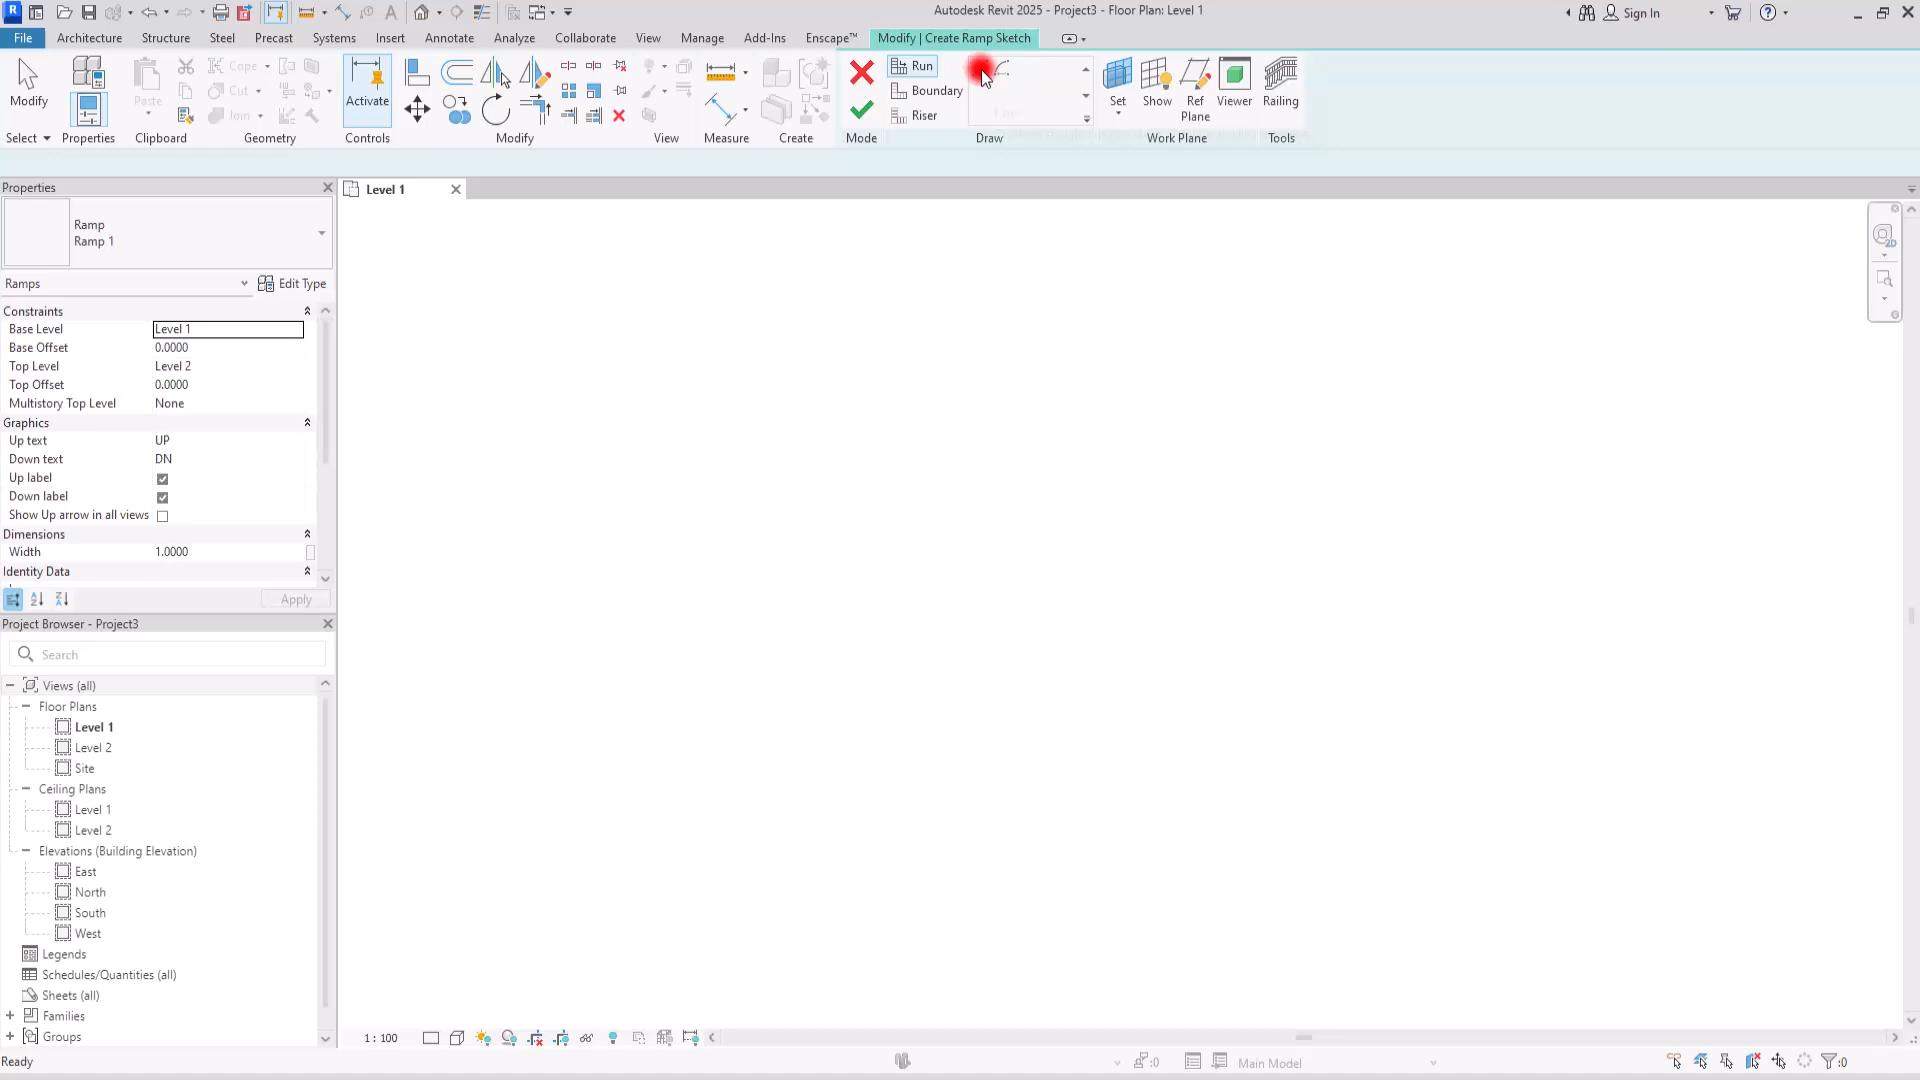 Autodesk Revit 2025 - Project3 - Floor Plan: Level 1
Sign In
File Architecture Structure Steel Precast Systems Insert Annotate Analyze Collaborate View Manage Add-Ins Enscape™ Modify | Create Ramp Sketch
Modify
Paste
Cope
Cut
Join
Activate
Run
Boundary
Riser
Set
Show
Ref
Plane
Viewer
Railing
Select
Properties
Clipboard
Geometry
Controls
Modify
View
Measure
Create
Mode
Draw
Work Plane
Tools
Properties
Level 1
Ramp
Ramp 1
Ramps
Edit Type
Constraints
Base Level Level 1
Base Offset 0.0000
Top Level Level 2
Top Offset 0.0000
Multistory Top Level None
Graphics
Up text UP
Down text DN
Up label
Down label
Show Up arrow in all views
Dimensions
Width 1.0000
Identity Data
Apply
Project Browser - Project3
Search
Views (all)
Floor Plans
Level 1
Level 2
Site
Ceiling Plans
Level 1
Level 2
Elevations (Building Elevation)
East
North
South
West
Legends
Schedules/Quantities (all)
Sheets (all)
Families
Groups
1 : 100
Ready
:0
Main Model
:0